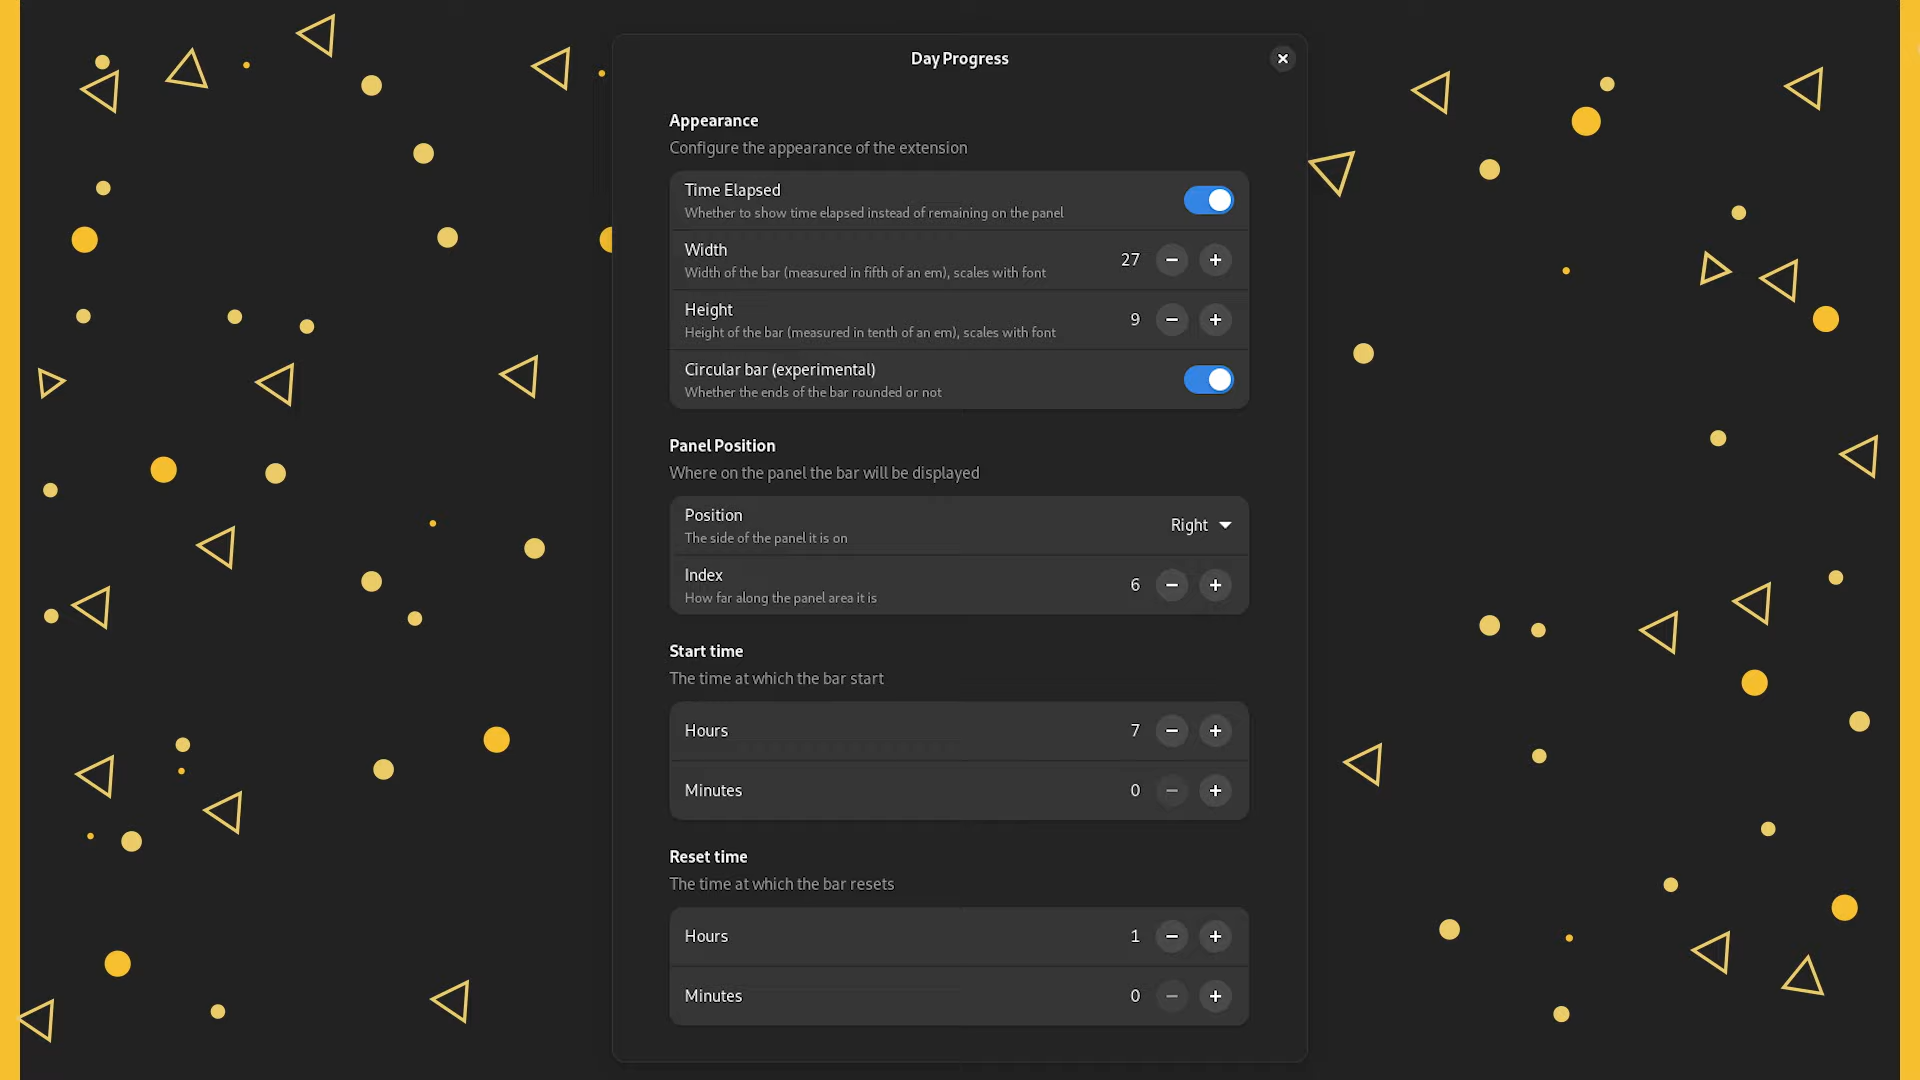 Day Progress
Appearance
Configure the appearance of the extension
Time Elapsed
Whether to show time elapsed instead of remaining on the panel
Width
Width of the bar (measured in fifth of an em), scales with font
27
Height
Height of the bar (measured in tenth of an em), scales with font
9
Circular bar (experimental)
Whether the ends of the bar rounded or not
Panel Position
Where on the panel the bar will be displayed
Position
The side of the panel it is on
Right
Index
How far along the panel area it is
6
Start time
The time at which the bar start
Hours
7
Minutes
0
Reset time
The time at which the bar resets
Hours
1
Minutes
0